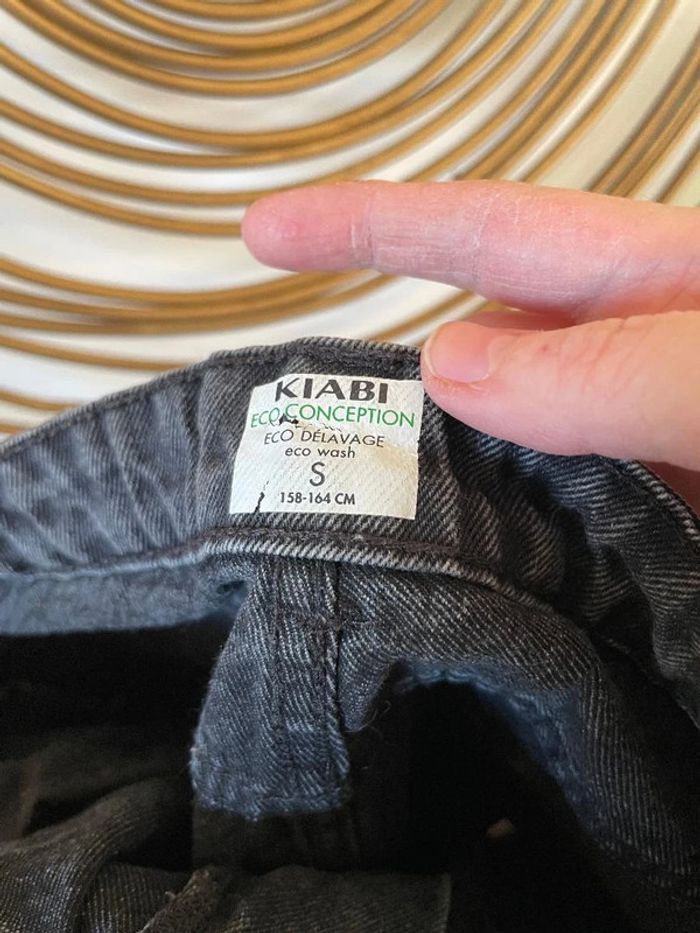 KIABI
ECO CONCEPTION
ECO DÉLAVAGE
eco wash
S
158-164 CM